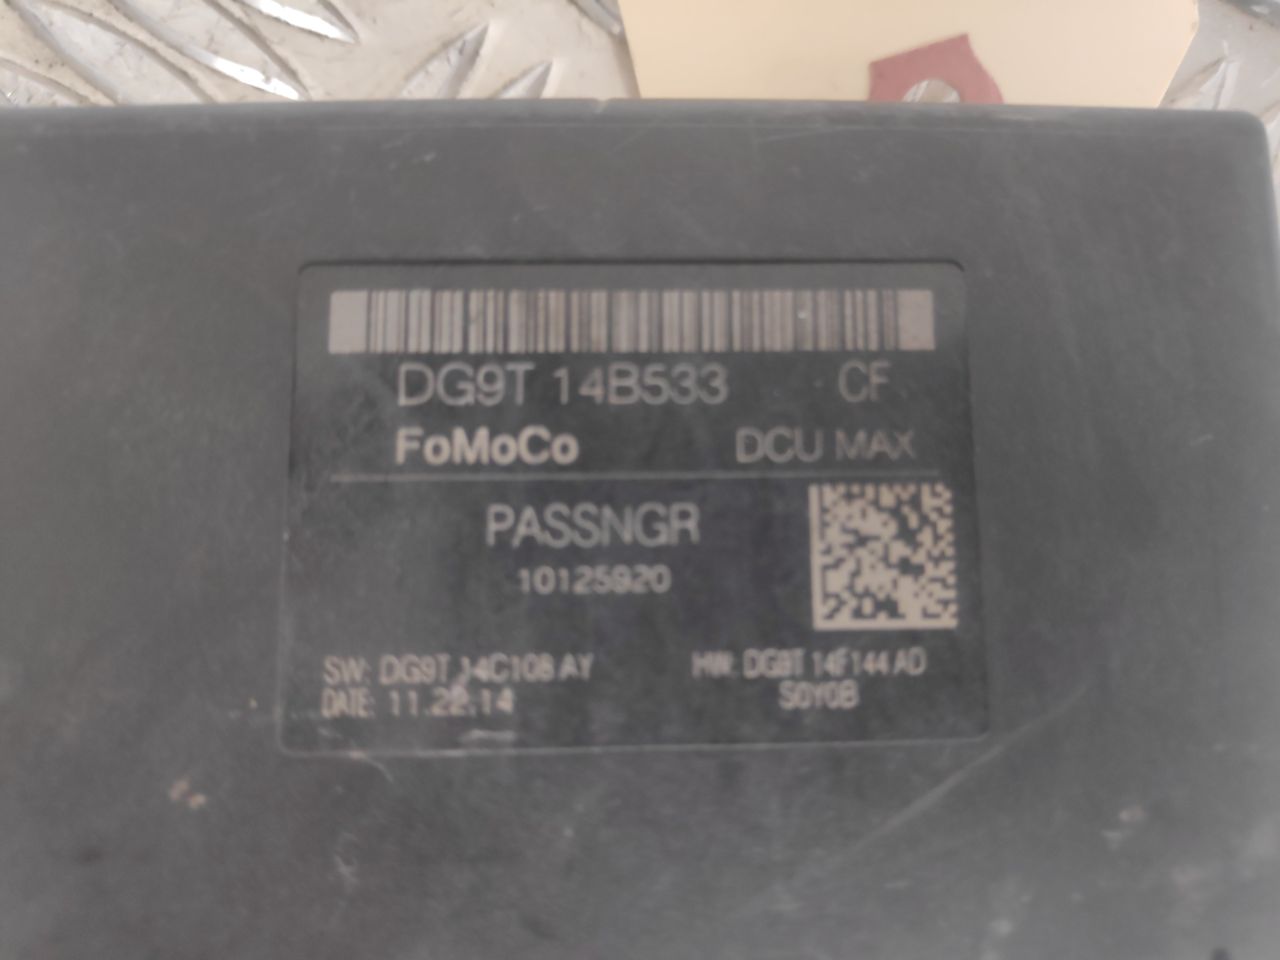 DG9T 14B533 CF
FoMoCo DCU MAX
PASSNGR
10125920
SW: DG9T 14C108 AY
HW: DG9T 14F144 AD
DATE: 11.22.14
S0Y0B